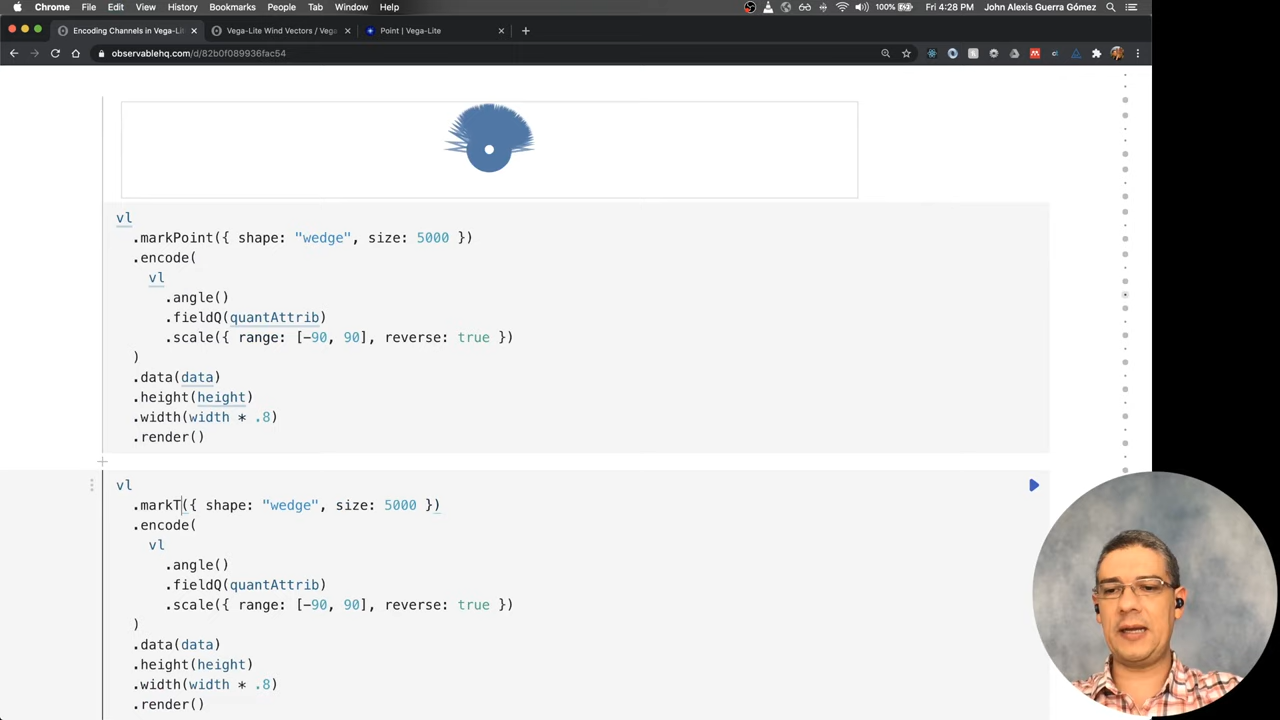 Chrome File Edit View History Bookmarks People Tab Window Help 100% Fri 4:28 PM John Alexis Guerra Gómez
Encoding Channels in Vega-Li Vega-Lite Wind Vectors / Vega Point | Vega-Lite
observablehq.com/d/82b0f089936fac54
vl
.markPoint({ shape: "wedge", size: 5000 })
.encode(
vl
.angle()
.fieldQ(quantAttrib)
.scale({ range: [-90, 90], reverse: true })
)
.data(data)
.height(height)
.width(width * .8)
.render()
vl
.markT({ shape: "wedge", size: 5000 })
.encode(
vl
.angle()
.fieldQ(quantAttrib)
.scale({ range: [-90, 90], reverse: true })
)
.data(data)
.height(height)
.width(width * .8)
.render()